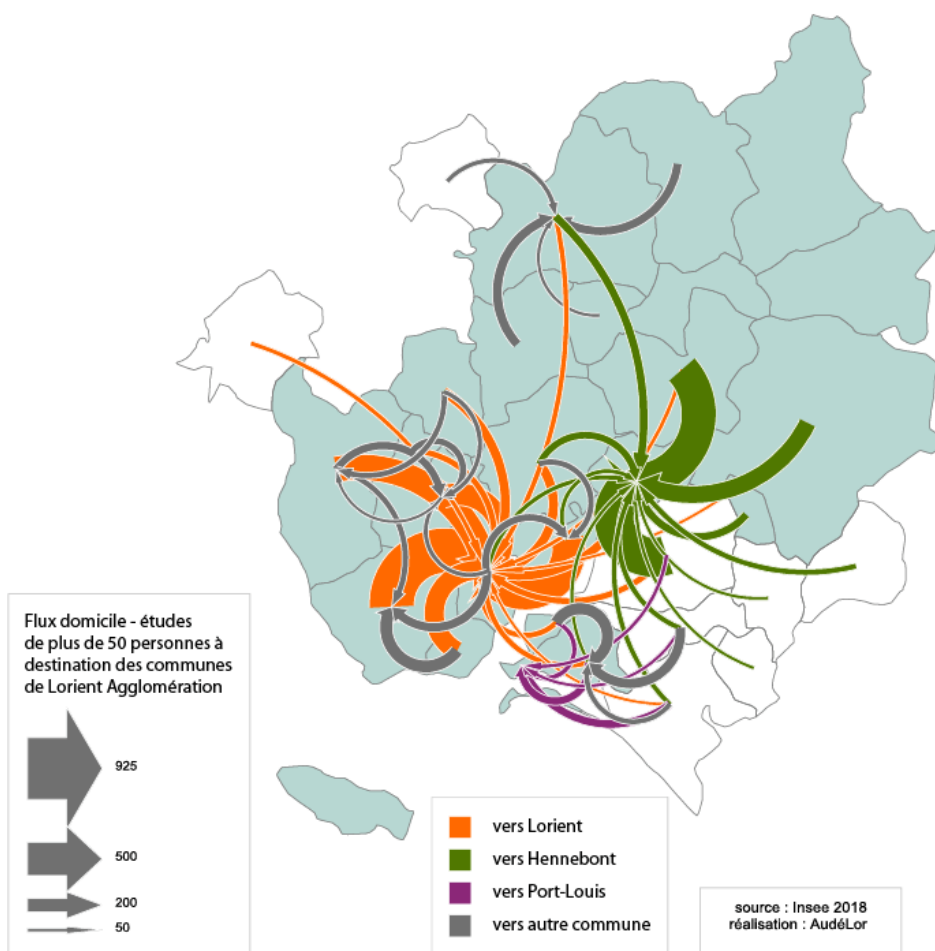 Flux domicile - études
de plus de 50 personnes à
destination des communes
de Lorient Agglomération
925
500
200
50
vers Lorient
vers Hennebont
vers Port-Louis
vers autre commune
source : Insee 2018
réalisation : AudéLor